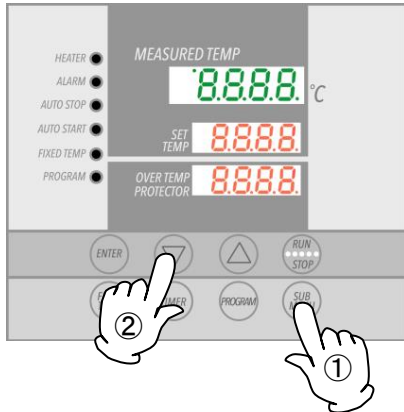 HEATER
ALARM
AUTO STOP
AUTO START
FIXED TEMP
PROGRAM
MEASURED TEMP
8.8.8.8.
°C
SET
TEMP
8.8.8.8.
OVER TEMP
PROTECTOR
8.8.8.8.
ENTER
RUN
STOP
PROGRAM
SUB
②
①